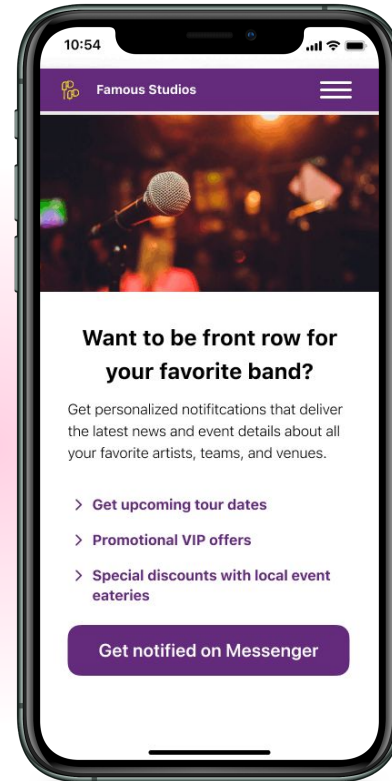 10:54
Famous Studios
Want to be front row for
your favorite band?
Get personalized notifitcations that deliver
the latest news and event details about all
your favorite artists, teams, and venues.
Get upcoming tour dates
Promotional VIP offers
Special discounts with local event
eateries
Get notified on Messenger